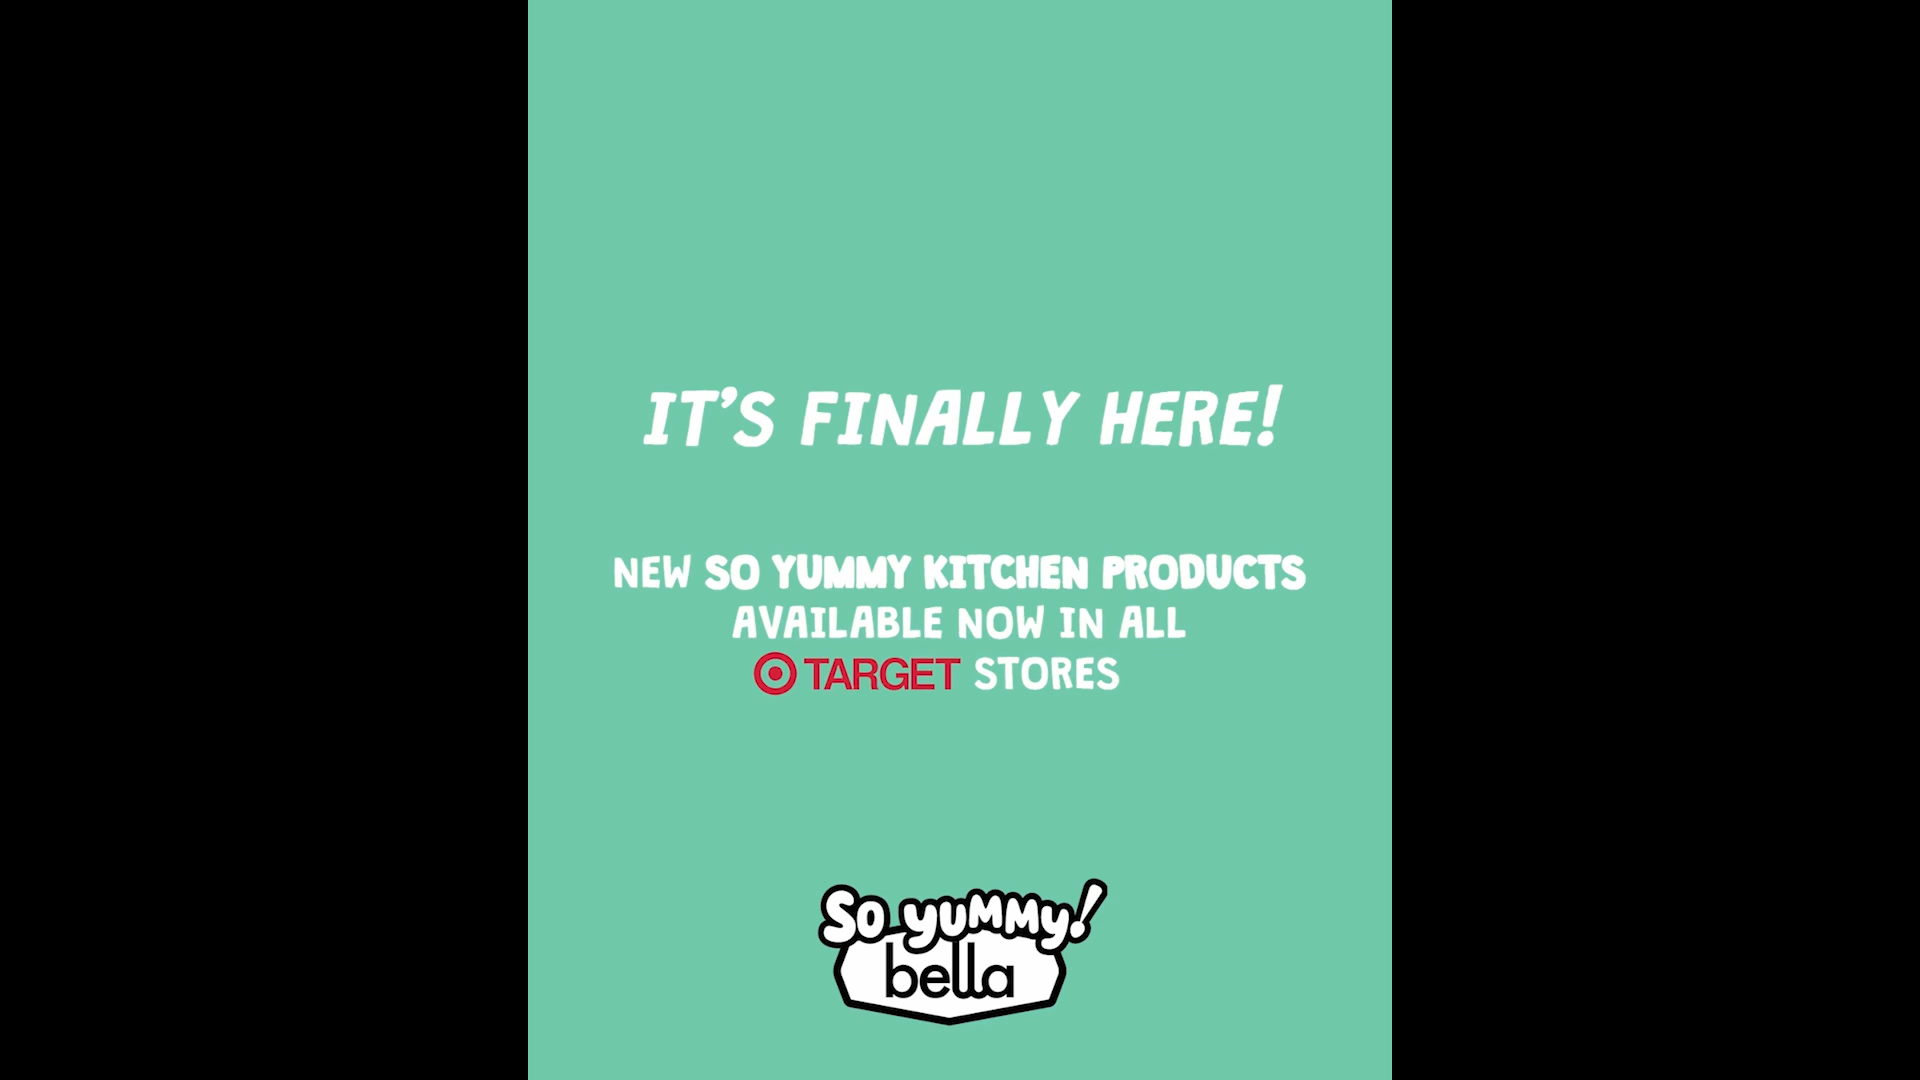 IT'S FINALLY HERE!
NEW SO YUMMY KITCHEN PRODUCTS
AVAILABLE NOW IN ALL
TARGET STORES
So yummy!
bella